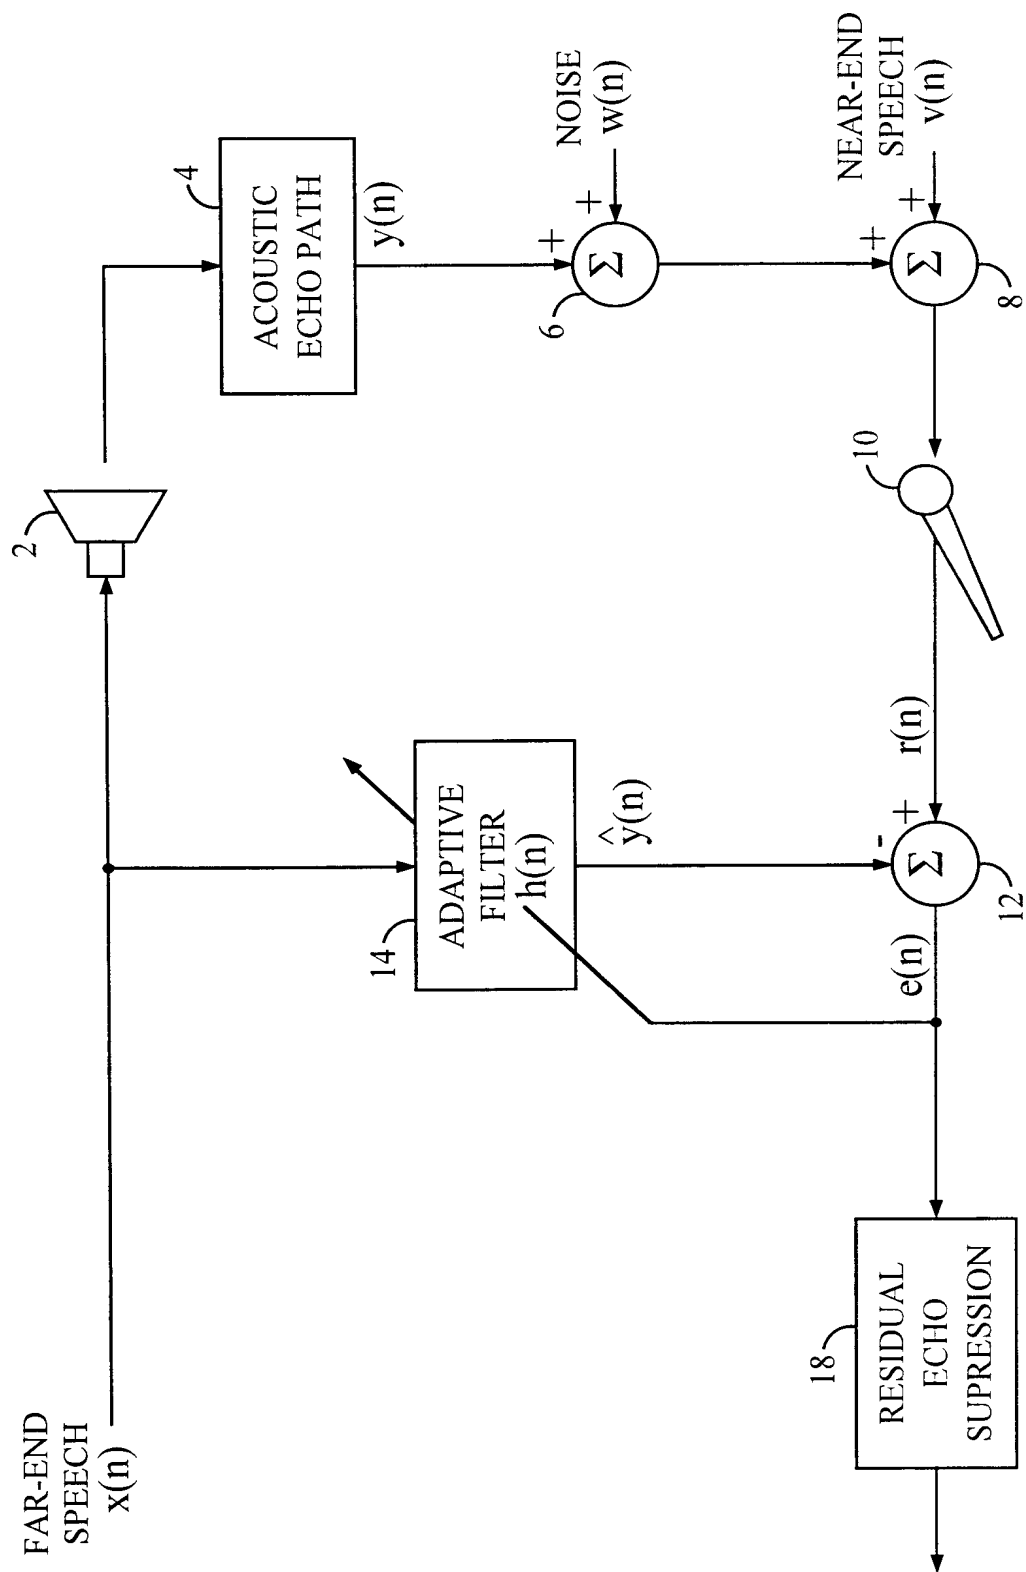 FAR-END
SPEECH
x(n)
2
4
ACOUSTIC
ECHO PATH
y(n)
14
ADAPTIVE
FILTER
h(n)
ŷ(n)
6
Σ
+
+
NOISE
w(n)
18
RESIDUAL
ECHO
SUPRESSION
e(n)
12
Σ
-
+
r(n)
10
8
Σ
+
+
NEAR-END
SPEECH
v(n)